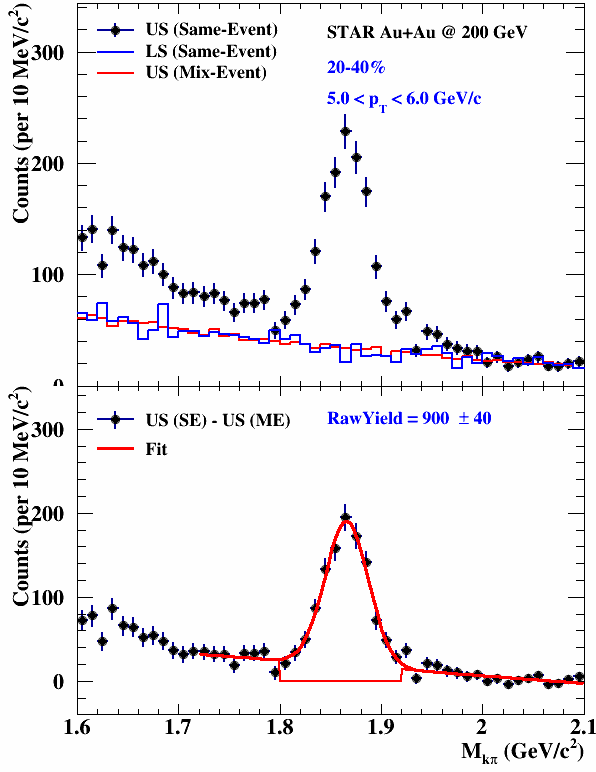 US (Same-Event)
LS (Same-Event)
US (Mix-Event)
STAR Au+Au @ 200 GeV
20-40%
5.0 < pT < 6.0 GeV/c
Counts (per 10 MeV/c²)
300
200
100
0
US (SE) - US (ME)
Fit
RawYield = 900 ± 40
Counts (per 10 MeV/c²)
300
200
100
0
1.6 1.7 1.8 1.9 2 2.1
Mkπ (GeV/c²)